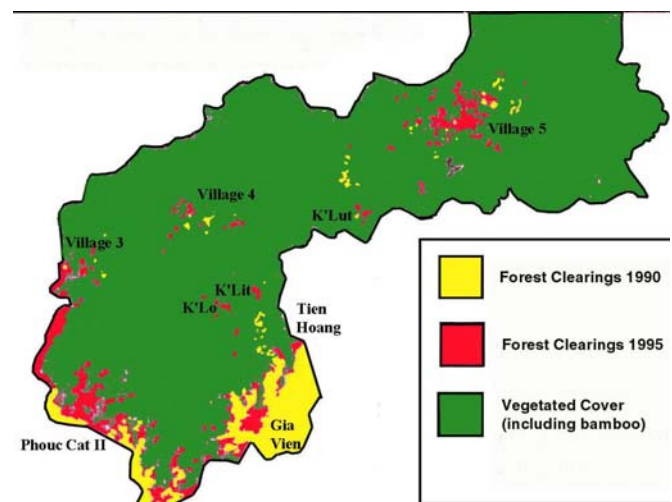 Village 5
Village 4
K'Lut
Village 3
K'Lit
K'Lo
Tien
Hoang
Gia
Vien
Phouc Cat II
Forest Clearings 1990
Forest Clearings 1995
Vegetated Cover
(including bamboo)